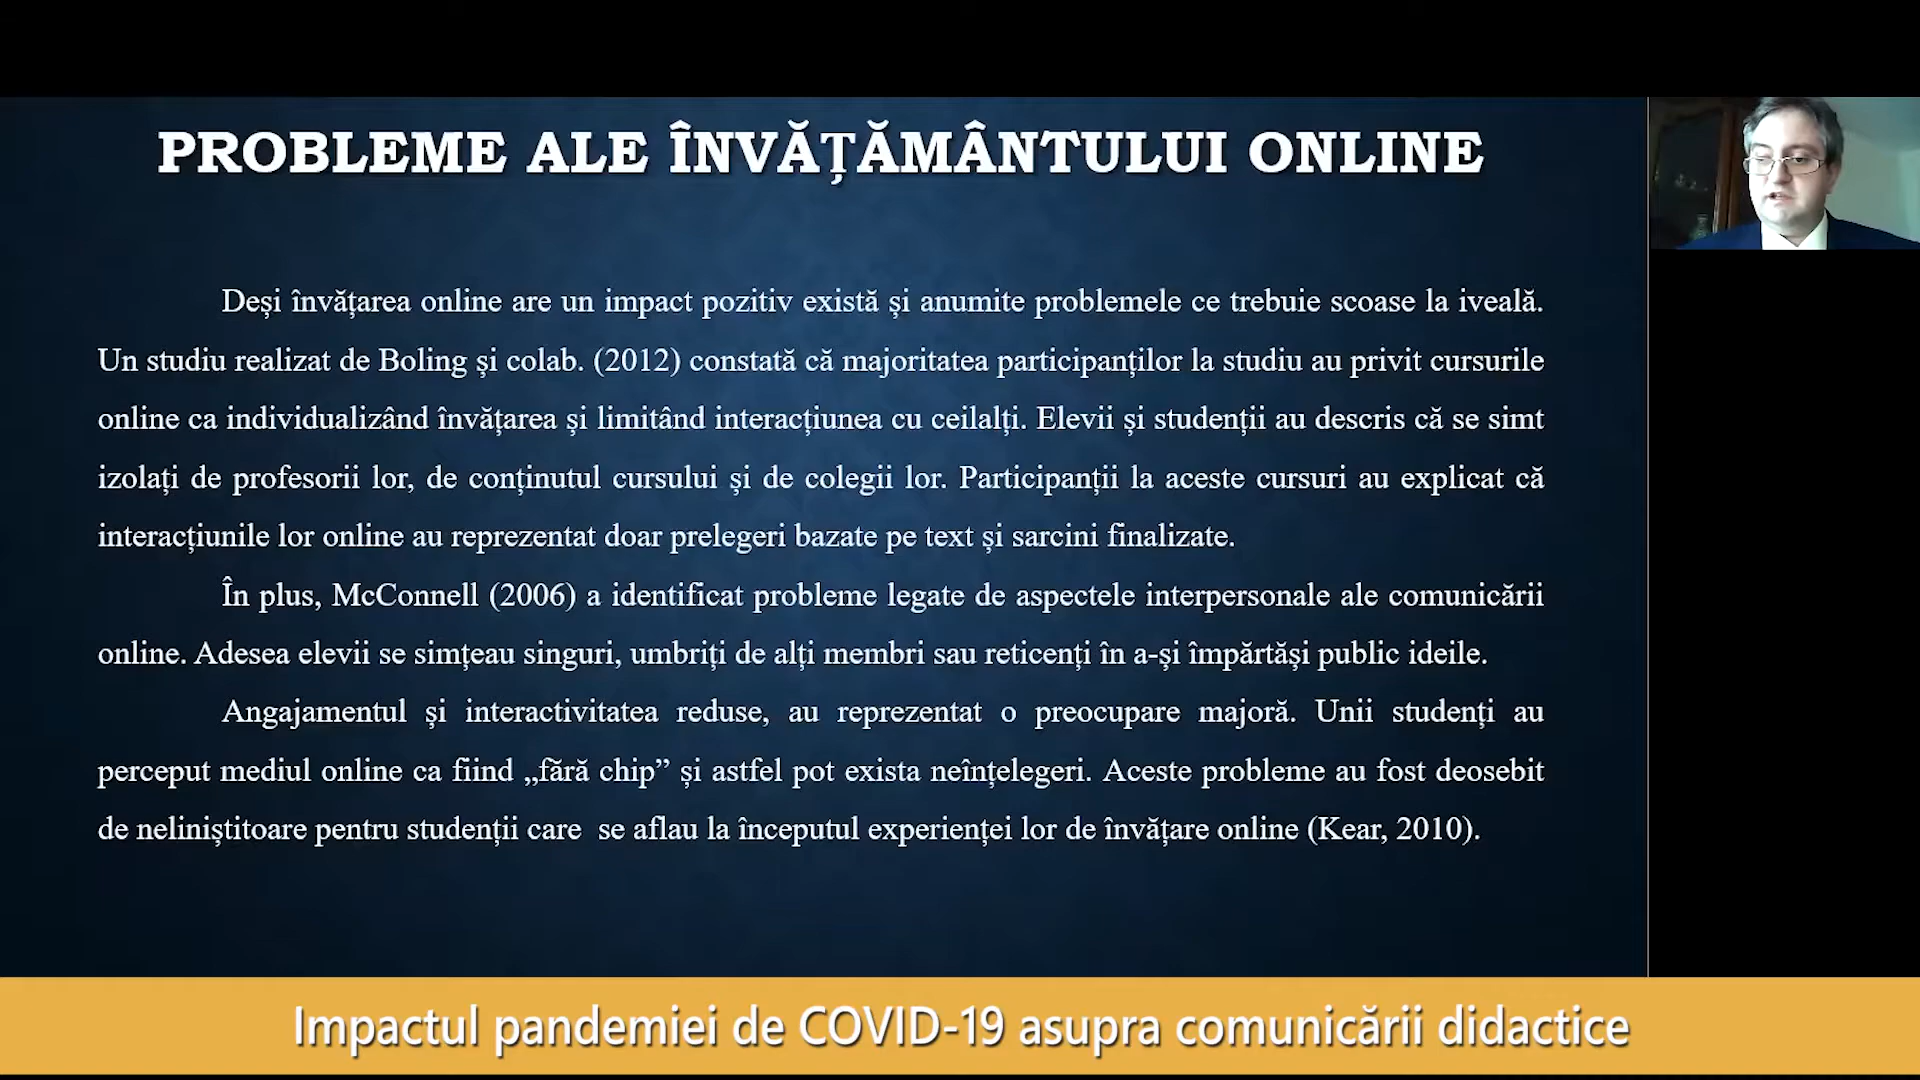 PROBLEME ALE ÎNVĂȚĂMÂNTULUI ONLINE
Deși învățarea online are un impact pozitiv există și anumite problemele ce trebuie scoase la iveală.
Un studiu realizat de Boling și colab. (2012) constată că majoritatea participanților la studiu au privit cursurile
online ca individualizând învățarea și limitând interacțiunea cu ceilalți. Elevii și studenții au descris că se simt
izolați de profesorii lor, de conținutul cursului și de colegii lor. Participanții la aceste cursuri au explicat că
interacțiunile lor online au reprezentat doar prelegeri bazate pe text și sarcini finalizate.
În plus, McConnell (2006) a identificat probleme legate de aspectele interpersonale ale comunicării
online. Adesea elevii se simțeau singuri, umbriți de alți membri sau reticenți în a-și împărtăși public ideile.
Angajamentul și interactivitatea reduse, au reprezentat o preocupare majoră. Unii studenți au
perceput mediul online ca fiind „fără chip” și astfel pot exista neînțelegeri. Aceste probleme au fost deosebit
de neliniștitoare pentru studenții care  se aflau la începutul experienței lor de învățare online (Kear, 2010).
Impactul pandemiei de COVID-19 asupra comunicării didactice